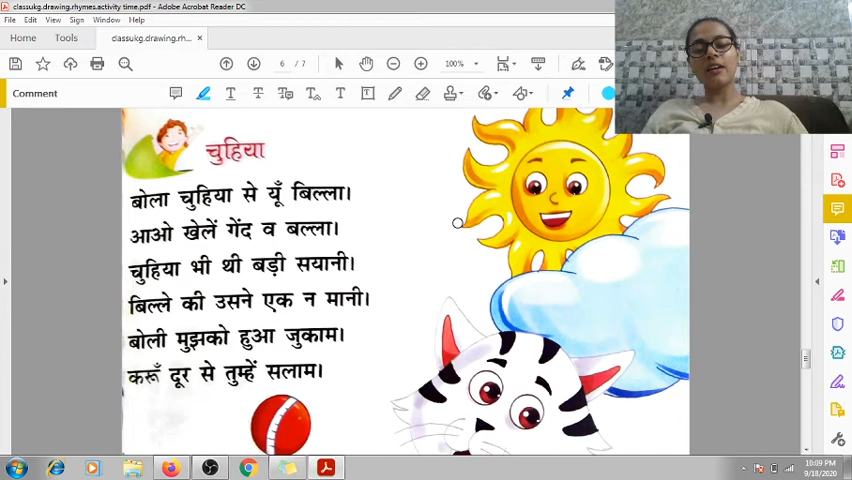 classukg.drawing.rhymes.activity time.pdf - Adobe Acrobat Reader DC
File Edit View Sign Window Help
Home Tools classukg.drawing.rh... ×
6 / 7 100%
Comment
चुहिया
बोला चुहिया से यूँ बिल्ला।
आओ खेलें गेंद व बल्ला।
चुहिया भी थी बड़ी सयानी।
बिल्ले की उसने एक न मानी।
बोली मुझको हुआ जुकाम।
करूँ दूर से तुम्हें सलाम।
10:09 PM
9/18/2020